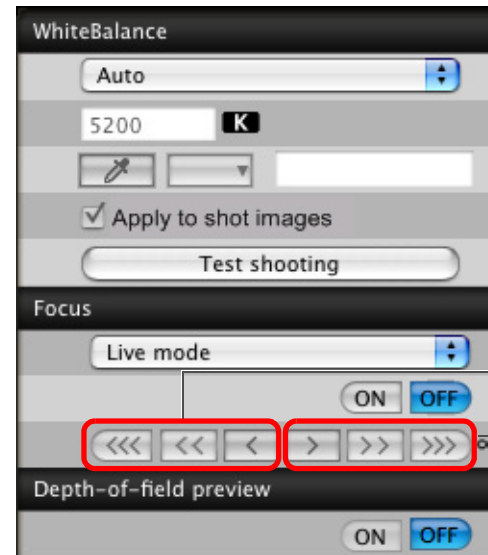 WhiteBalance
Auto
5200 K
Apply to shot images
Test shooting
Focus
Live mode
ON OFF
<<< << < > >> >>>
Depth-of-field preview
ON OFF